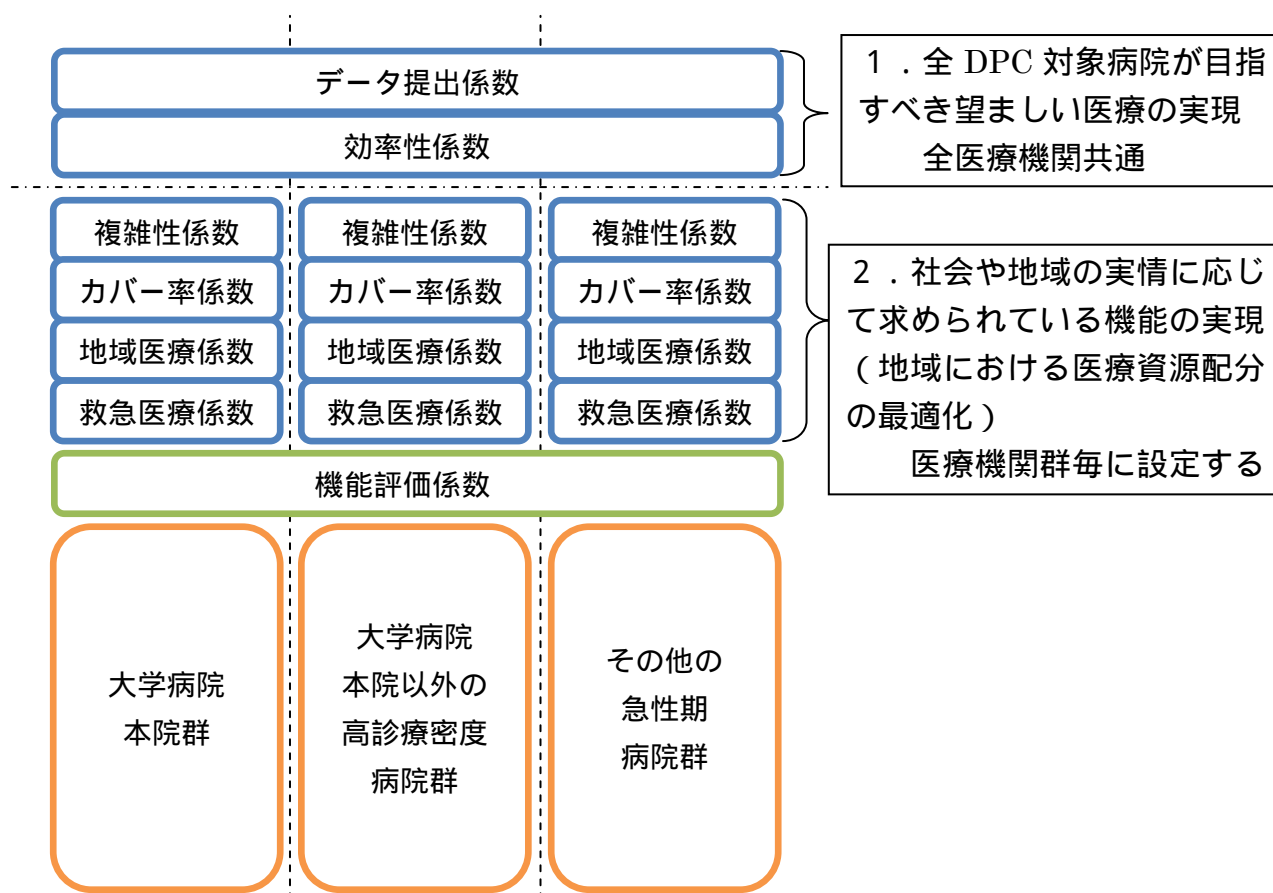 データ提出係数
効率性係数
1．全 DPC 対象病院が目指
すべき望ましい医療の実現
全医療機関共通
複雑性係数 複雑性係数 複雑性係数
カバー率係数 カバー率係数 カバー率係数
地域医療係数 地域医療係数 地域医療係数
救急医療係数 救急医療係数 救急医療係数
２．社会や地域の実情に応じ
て求められている機能の実現
（地域における医療資源配分
の最適化）
医療機関群毎に設定する
機能評価係数
大学病院
本院群
大学病院
本院以外の
高診療密度
病院群
その他の
急性期
病院群